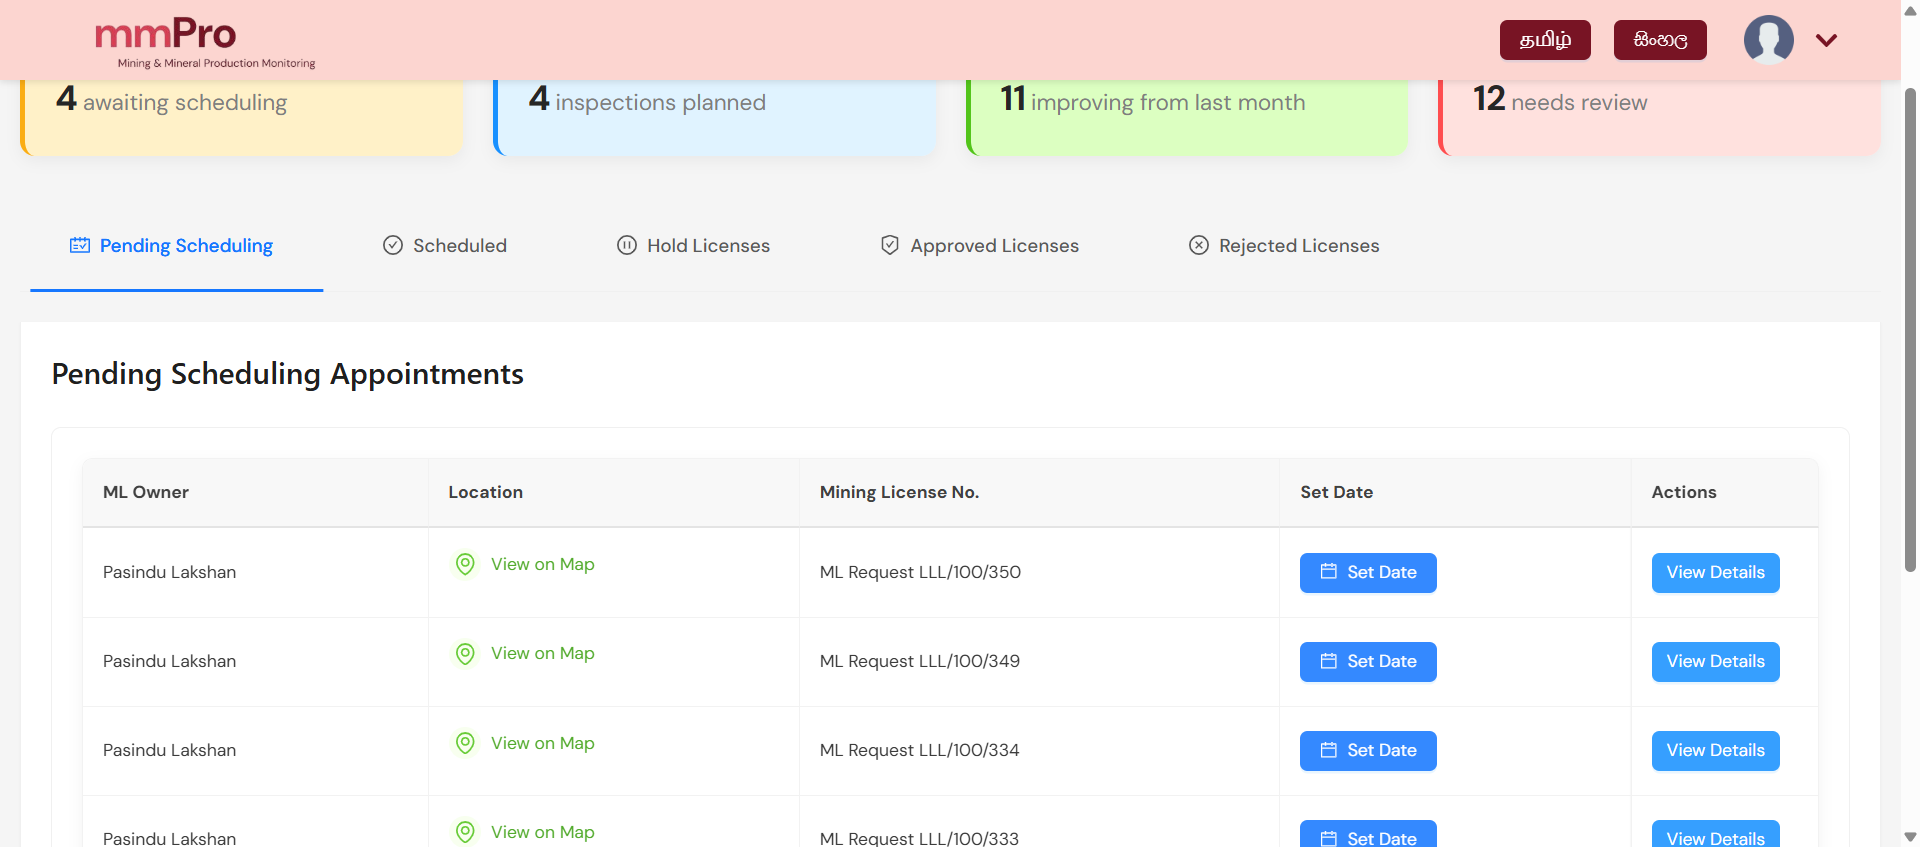 mmPro
Mining & Mineral Production Monitoring
தமிழ்
සිංහල
4 awaiting scheduling
4 inspections planned
11 improving from last month
12 needs review
Pending Scheduling
Scheduled
Hold Licenses
Approved Licenses
Rejected Licenses
Pending Scheduling Appointments
ML Owner Location Mining License No. Set Date Actions
Pasindu Lakshan View on Map ML Request LLL/100/350 Set Date View Details
Pasindu Lakshan View on Map ML Request LLL/100/349 Set Date View Details
Pasindu Lakshan View on Map ML Request LLL/100/334 Set Date View Details
Pasindu Lakshan View on Map ML Request LLL/100/333 Set Date View Details